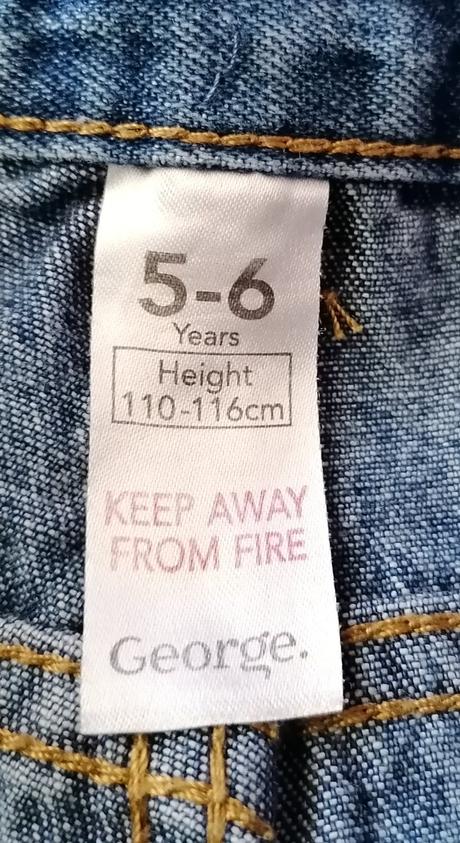 5-6
Years
Height
110-116cm
KEEP AWAY
FROM FIRE
George.